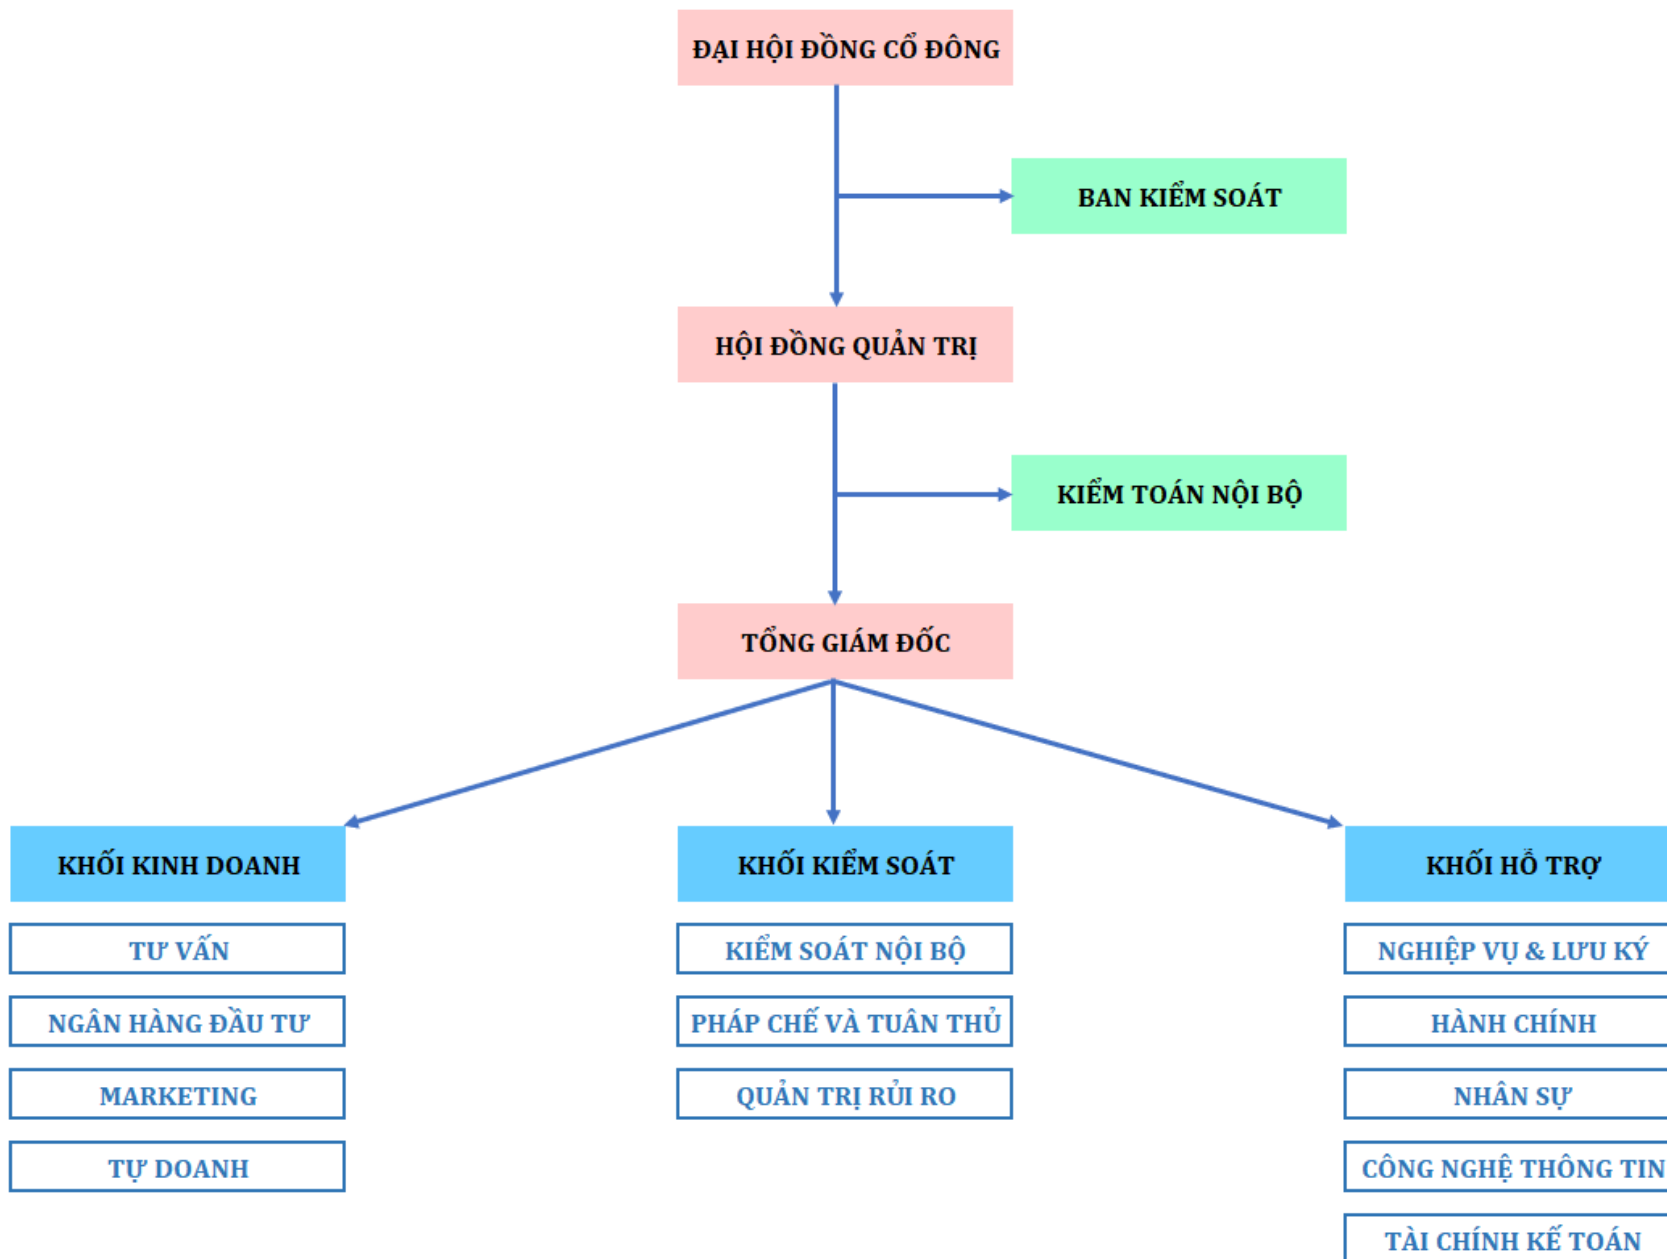 ĐẠI HỘI ĐỒNG CỔ ĐÔNG
BAN KIỂM SOÁT
HỘI ĐỒNG QUẢN TRỊ
KIỂM TOÁN NỘI BỘ
TỔNG GIÁM ĐỐC
KHỐI KINH DOANH
TƯ VẤN
NGÂN HÀNG ĐẦU TƯ
MARKETING
TỰ DOANH
KHỐI KIỂM SOÁT
KIỂM SOÁT NỘI BỘ
PHÁP CHẾ VÀ TUÂN THỦ
QUẢN TRỊ RỦI RO
KHỐI HỖ TRỢ
NGHIỆP VỤ & LƯU KÝ
HÀNH CHÍNH
NHÂN SỰ
CÔNG NGHỆ THÔNG TIN
TÀI CHÍNH KẾ TOÁN